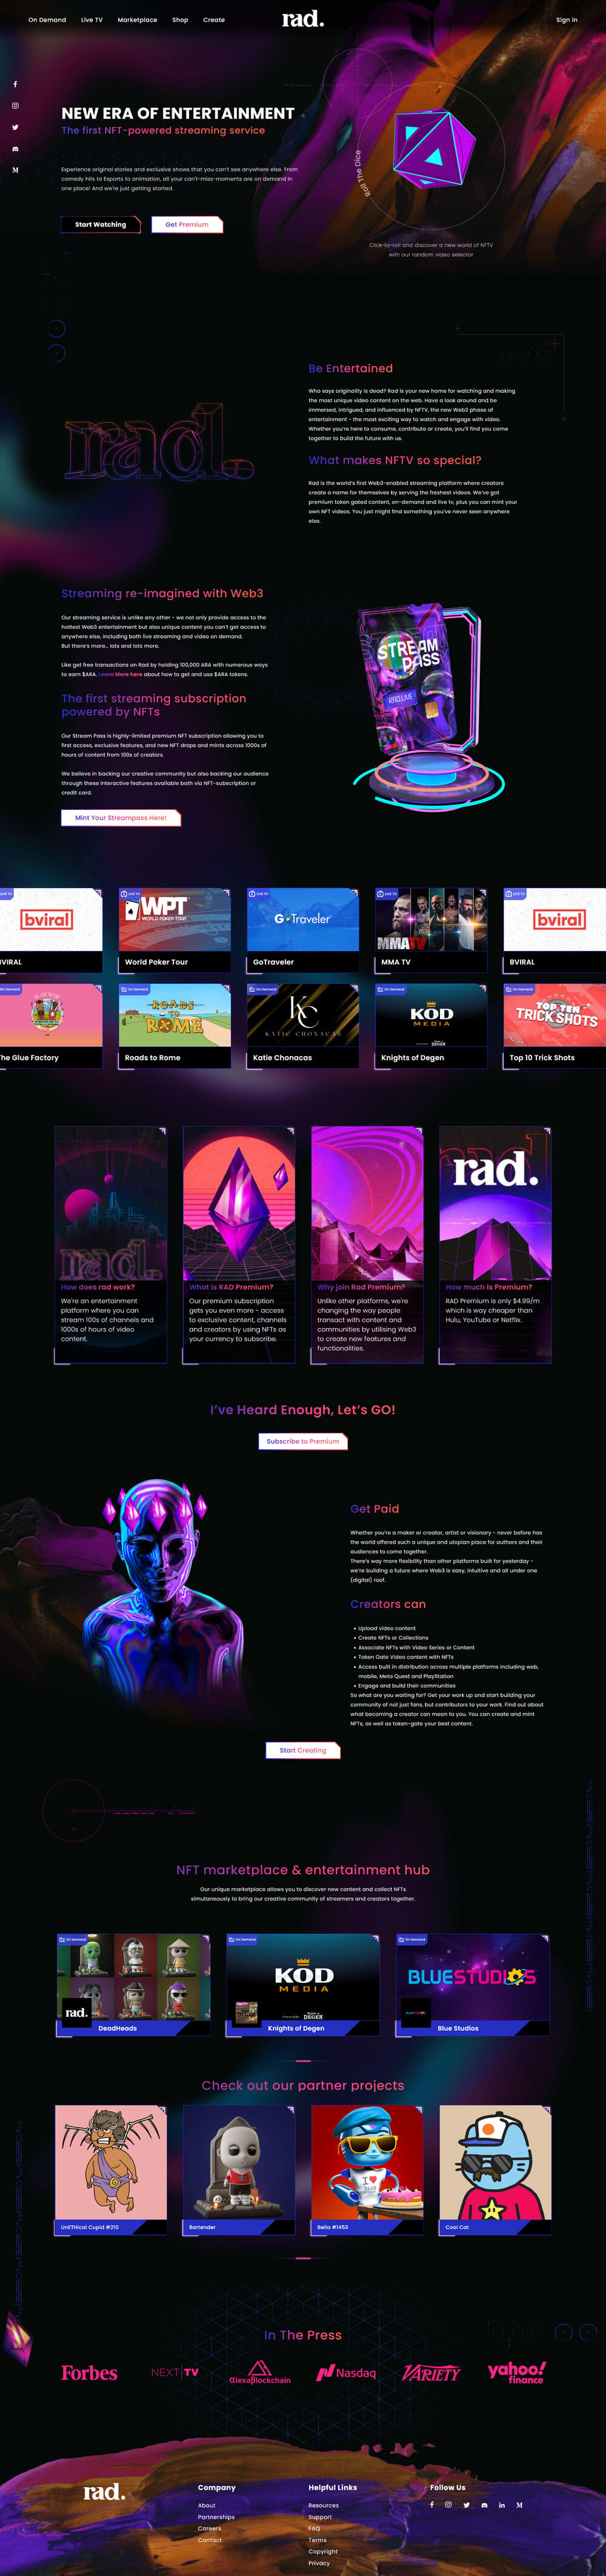 On Demand Live TV Marketplace Shop Create rad. Sign in
NEW ERA OF ENTERTAINMENT
The first NFT-powered streaming service
Experience original stories and exclusive shows that you can't see anywhere else. From
comedy hits to Esports to animation, all your can't-miss-moments are on demand in
one place! And we're just getting started.
Start Watching Get Premium
Roll The Dice
Click-to-roll and discover a new world of NFTV
with our random video selector
rad.
Be Entertained
Who says originality is dead? Rad is your new home for watching and making
the most unique video content on the web. Have a look around and be
immersed, intrigued, and influenced by NFTV, the new Web3 phase of
entertainment - the most exciting way to watch and engage with video.
Whether you're here to consume, contribute or create, you'll find you come
together to build the future with us.
What makes NFTV so special?
Rad is the world's first Web3-enabled streaming platform where creators
create a name for themselves by serving the freshest videos. We've got
premium token gated content, on-demand and live tv, plus you can mint your
own NFT videos. You just might find something you've never seen anywhere
else.
Streaming re-imagined with Web3
Our streaming service is unlike any other - we not only provide access to the
hottest Web3 entertainment but also unique content you can't get access to
anywhere else, including both live streaming and video on demand.
But there's more... lots and lots more.
Like get free transactions on Rad by holding 100,000 ARA with numerous ways
to earn $ARA. Learn More here about how to get and use $ARA tokens.
The first streaming subscription
powered by NFTs
Our Stream Pass is highly-limited premium NFT subscription allowing you to
first access, exclusive features, and new NFT drops and mints across 1000s of
hours of content from 100s of creators.
We believe in backing our creative community but also backing our audience
through these interactive features available both via NFT-subscription or
credit card.
Mint Your Streampass Here!
STREAM
PASS
RAD.LIVE
LIVE TV LIVE TV LIVE TV LIVE TV LIVE TV
bviral WPT WORLD POKER TOUR GoTraveler MMA TV bviral
BVIRAL World Poker Tour GoTraveler MMA TV BVIRAL
On Demand On Demand On Demand On Demand On Demand
ROADS TO ROME KC KATIE CHONACAS KOD MEDIA DEGEN TOP TEN TRICK SHOTS
The Glue Factory Roads to Rome Katie Chonacas Knights of Degen Top 10 Trick Shots
rad.
How does rad work?
We're an entertainment
platform where you can
stream 100s of channels and
1000s of hours of video
content.
What is RAD Premium?
Our premium subscription
gets you even more - access
to exclusive content, channels
and creators by using NFTs as
your currency to subscribe.
Why join Rad Premium?
Unlike other platforms, we're
changing the way people
transact with content and
communities by utilising Web3
to create new features and
functionalities.
rad.
How much is Premium?
RAD Premium is only $4.99/m
which is way cheaper than
Hulu, YouTube or Netflix.
I've Heard Enough, Let's GO!
Subscribe to Premium
Get Paid
Whether you're a maker or creator, artist or visionary - never before has
the world offered such a unique and utopian place for authors and their
audiences to come together.
There's way more flexibility than other platforms built for yesterday -
we're building a future where Web3 is easy, intuitive and all under one
(digital) roof.
Creators can
• Upload video content
• Create NFTs or Collections
• Associate NFTs with Video Series or Content
• Token Gate Video content with NFTs
• Access built in distribution across multiple platforms including web,
mobile, Meta Quest and PlayStation
• Engage and build their communities
So what are you waiting for? Get your work up and start building your
community of not just fans, but contributors to your work. Find out about
what becoming a creator can mean to you. You can create and mint
NFTs, as well as token-gate your best content.
Start Creating
NFT marketplace & entertainment hub
Our unique marketplace allows you to discover new content and collect NFTs
simultaneously to bring our creative community of streamers and creators together.
On Demand On Demand On Demand
rad. KOD MEDIA DEGEN BLUESTUDIOS
DeadHeads Knights of Degen Blue Studios
Check out our partner projects
UnETHical Cupid #210 Bartender Bella #1453 Cool Cat
In The Press
Forbes NEXT|TV AlexaBlockchain Nasdaq VARIETY yahoo! finance
rad.
Company
About
Partnerships
Careers
Contact
Helpful Links
Resources
Support
FAQ
Terms
Copyright
Privacy
Follow Us